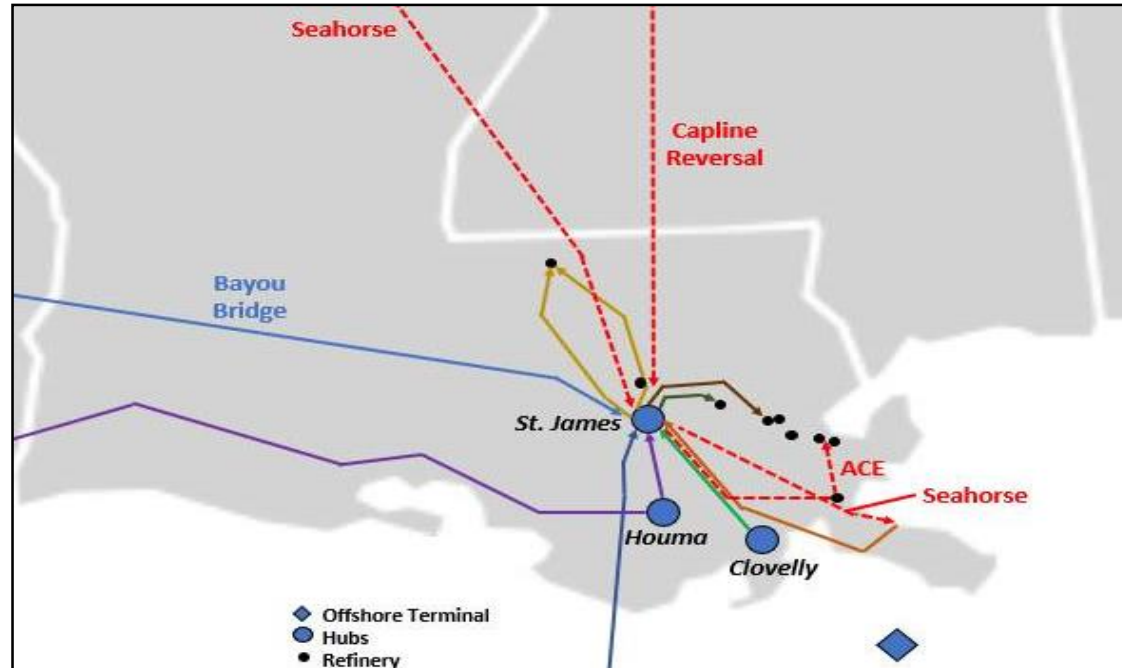 Seahorse
Capline
Reversal
Bayou
Bridge
St. James
ACE
Seahorse
Houma
Clovelly
Offshore Terminal
Hubs
Refinery